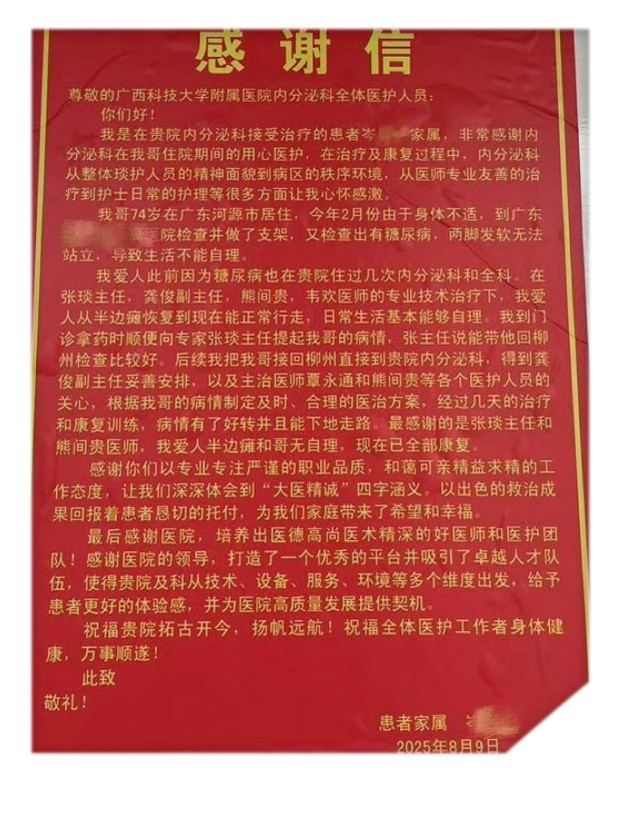 感谢信
尊敬的广西科技大学附属医院内分泌科全体医护人员：
你们好！
我是在贵院内分泌科接受治疗的患者岑 家属，非常感谢内
分泌科在我哥住院期间的用心医护，在治疗及康复过程中，内分泌科
从整体琰护人员的精神面貌到病区的秩序环境，从医师专业友善的治
疗到护士日常的护理等很多方面让我心怀感激。
我哥74岁在广东河源市居住，今年2月份由于身体不适，到广东
医院检查并做了支架，又检查出有糖尿病，两脚发软无法
站立，导致生活不能自理。
我爱人此前因为糖尿病也在贵院住过几次内分泌科和全科。在
张琰主任，龚俊副主任，熊间贵，韦欢医师的专业技术治疗下，我爱
人从半边瘫恢复到现在能正常行走，日常生活基本能够自理。我到门
诊拿药时顺便向专家张琰主任提起我哥的病情，张主任说能带他回柳
州检查比较好。后续我把我哥接回柳州直接到贵院内分泌科，得到龚
俊副主任妥善安排，以及主治医师覃永通和熊间贵等各个医护人员的
关心，根据我哥的病情制定及时、合理的医治方案，经过几天的治疗
和康复训练，病情有了好转并且能下地走路。最感谢的是张琰主任和
熊间贵医师，我爱人半边瘫和哥无自理，现在已全部康复。
感谢你们以专业专注严谨的职业品质，和蔼可亲精益求精的工
作态度，让我们深深体会到“大医精诚”四字涵义。以出色的救治成
果回报着患者恳切的托付，为我们家庭带来了希望和幸福。
最后感谢医院，培养出医德高尚医术精深的好医师和医护团
队！感谢医院的领导，打造了一个优秀的平台并吸引了卓越人才队
伍，使得贵院及科从技术、设备、服务、环境等多个维度出发，给予
患者更好的体验感，并为医院高质量发展提供契机。
祝福贵院拓古开今，扬帆远航！祝福全体医护工作者身体健
康，万事顺遂！
此致
敬礼！
患者家属 岑
2025年8月9日